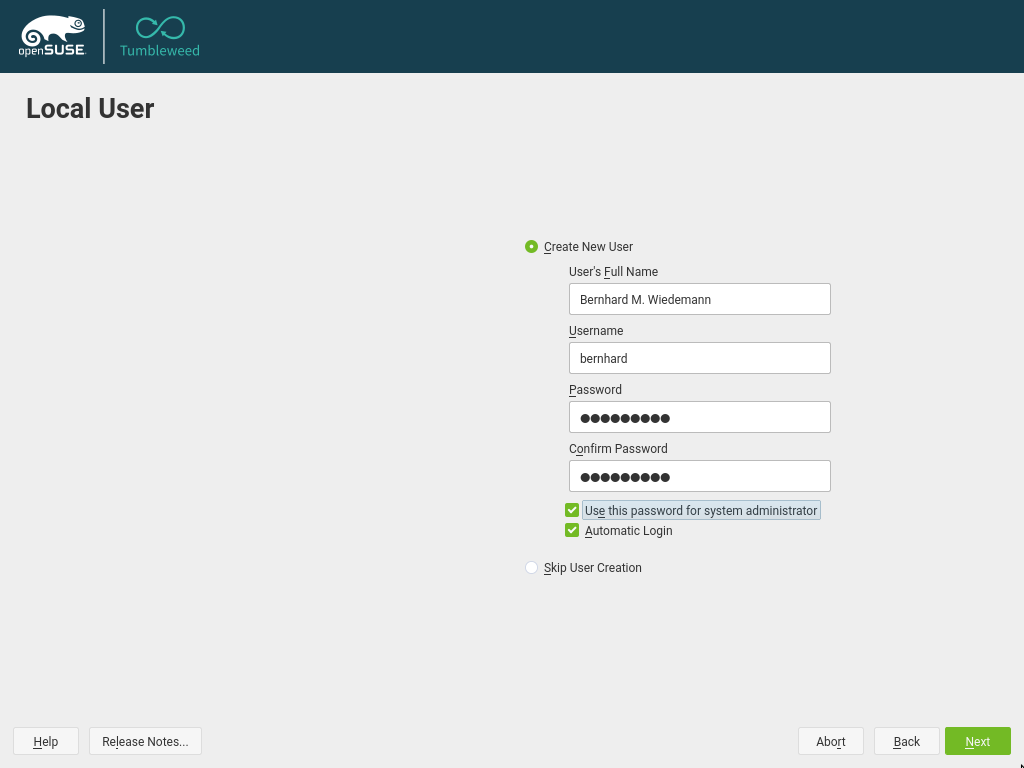 openSUSE
Tumbleweed
Local User
Create New User
User's Full Name
Bernhard M. Wiedemann
Username
bernhard
Password
●●●●●●●●●
Confirm Password
●●●●●●●●●
Use this password for system administrator
Automatic Login
Skip User Creation
Help Release Notes... Abort Back Next